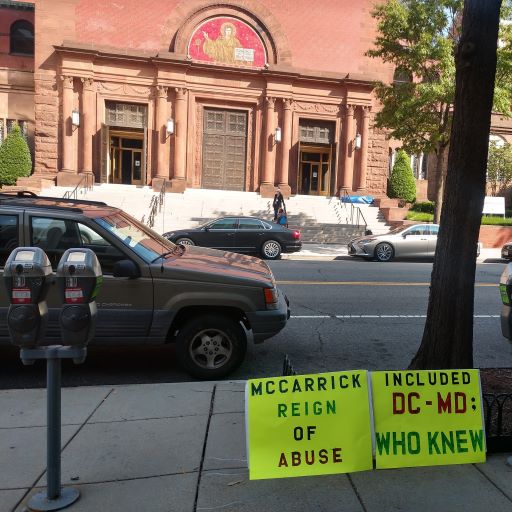 MCCARRICK
REIGN
OF
ABUSE
INCLUDED
DC-MD;
WHO KNEW